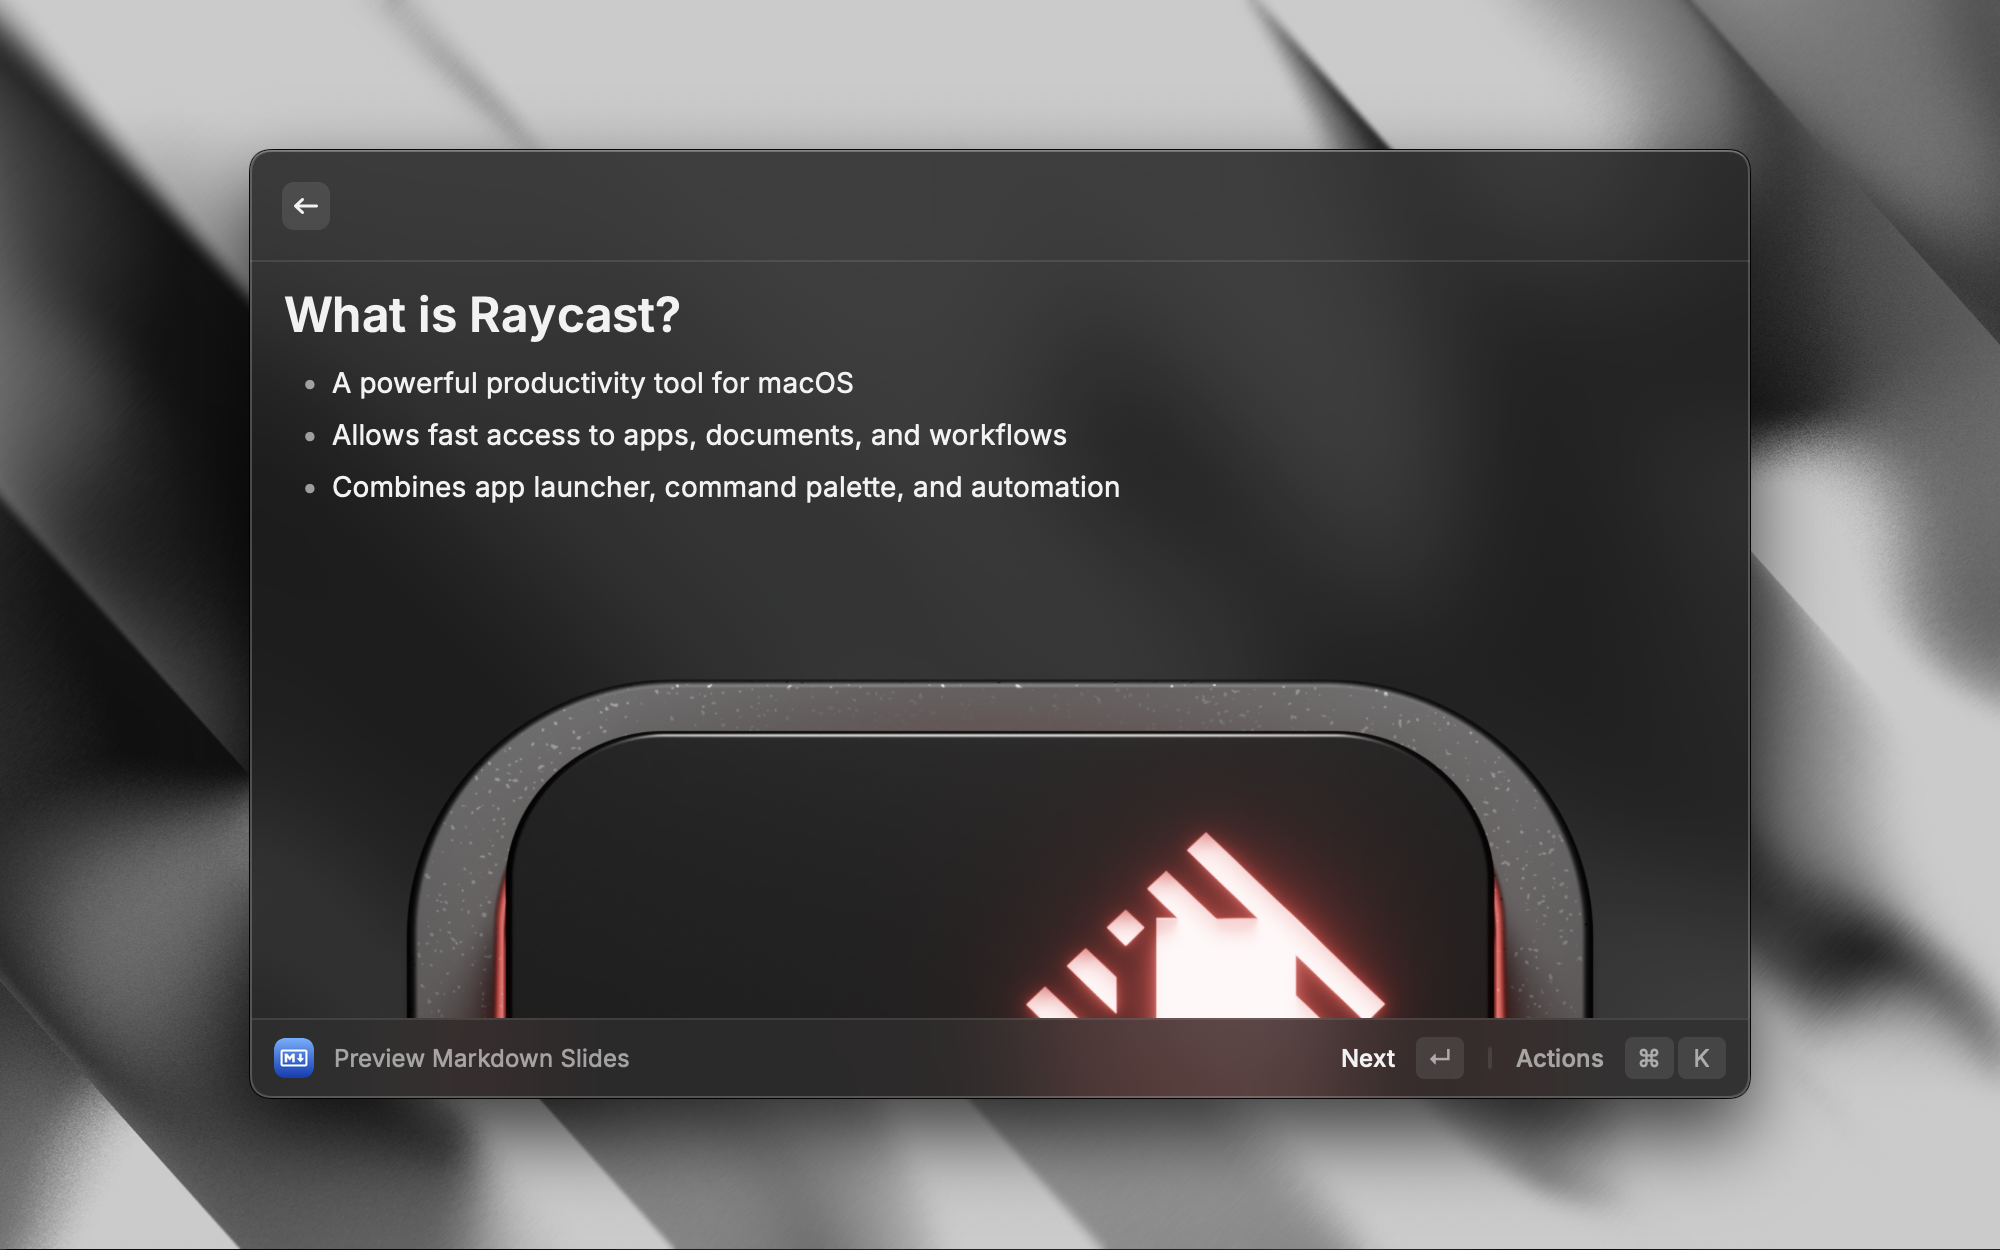 What is Raycast?
A powerful productivity tool for macOS
Allows fast access to apps, documents, and workflows
Combines app launcher, command palette, and automation
M
Preview Markdown Slides
Next
Actions ⌘ K